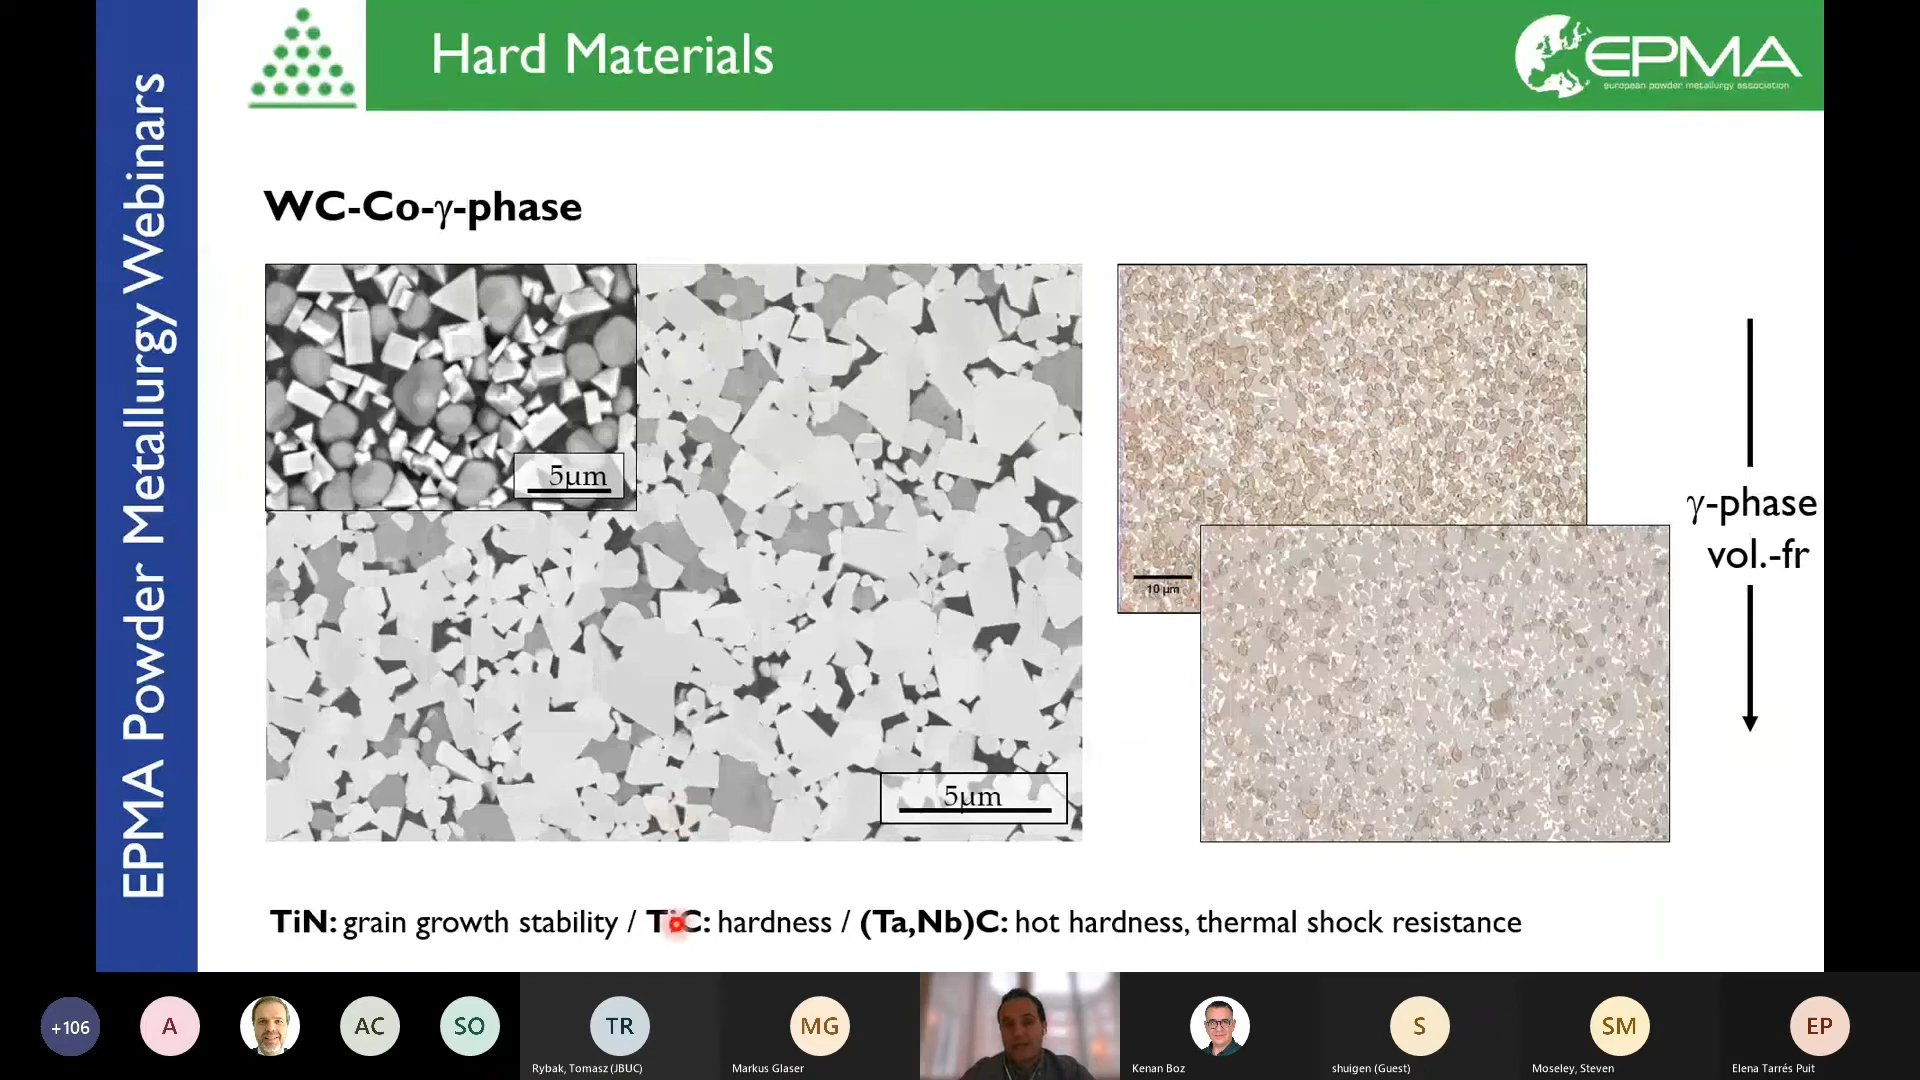 EPMA Powder Metallurgy Webinars
Hard Materials
EPMA
european powder metallurgy association
WC-Co-γ-phase
5μm
5μm
10 μm
γ-phase
vol.-fr
TiN: grain growth stability / TiC: hardness / (Ta,Nb)C: hot hardness, thermal shock resistance
+106
A
AC
SO
TR
MG
S
SM
EP
Rybak, Tomasz (JBUC)
Markus Glaser
Kenan Boz
shuigen (Guest)
Moseley, Steven
Elena Tarrés Puit